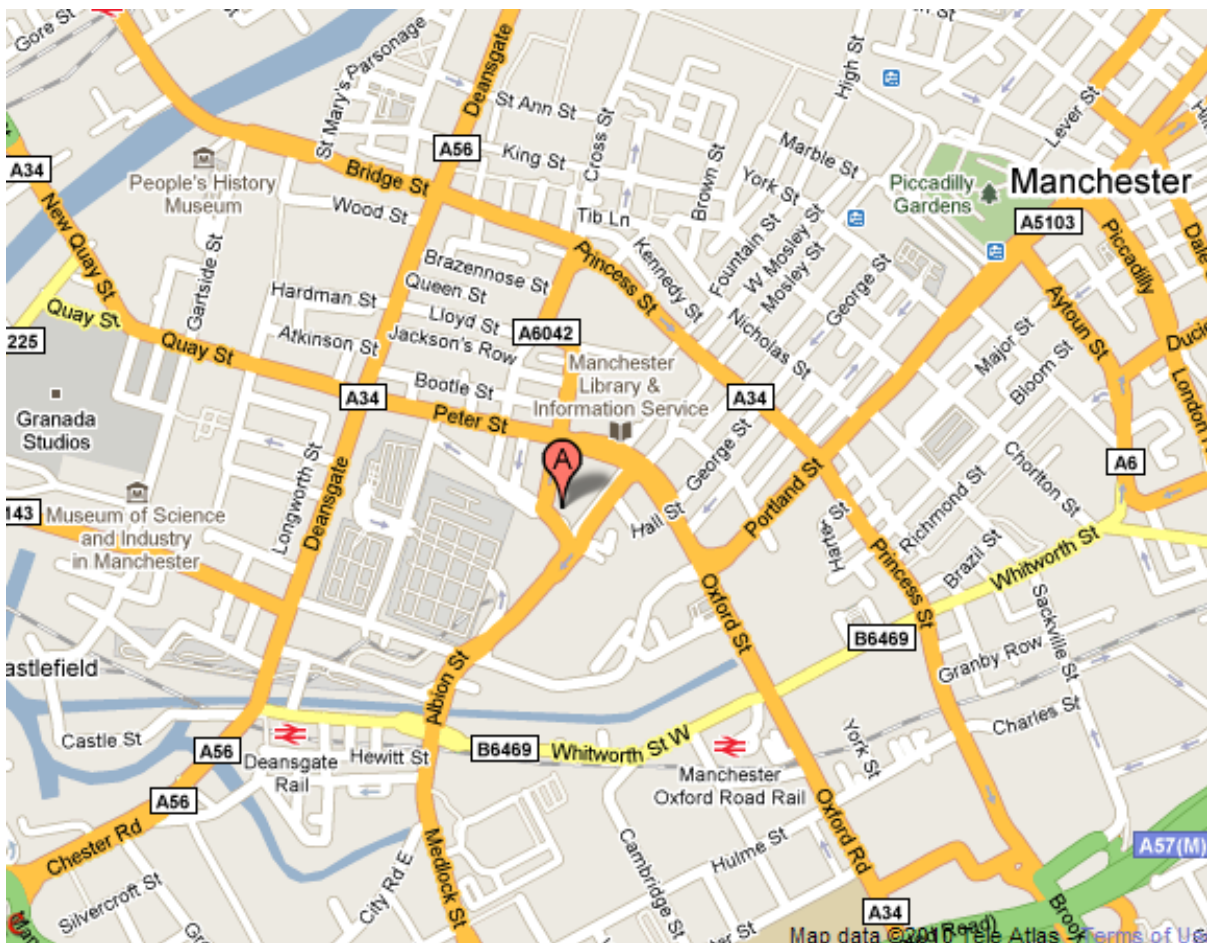 Gore St
St Mary's Parsonage
Deansgate
St Ann St
Cross St
High St
Lever St
A34
A56
King St
Marble St
Brown St
Bridge St
People's History
Museum
Piccadilly
Gardens
Manchester
York St
Wood St
Tib Ln
A5103
New Quay St
Gartside St
Brazennose St
Princess St
Kennedy St
Fountain St
W Mosley St
Mosley St
George St
Piccadilly
Queen St
Hardman St
Lloyd St
Quay St
Quay St
Atkinson St
Jackson's Row
A6042
Nicholas St
Aytoun St
225
Major St
Bloom St
Manchester
Library &
Information Service
Bootle St
A34
A34
Peter St
Granada
Studios
London
A6
George St
Portland St
Chorlton St
Longworth St
Deansgate
A
Richmond St
Museum of Science
and Industry
in Manchester
143
Hall St
Princess St
Brazil St
Whitworth St
Oxford St
Sackville St
B6469
Granby Row
astlefield
Albion St
Castle St
A56
Deansgate
Rail
Hewitt St
B6469
Whitworth St W
Manchester
Oxford Road Rail
York St
Charles St
A56
Chester Rd
Oxford Rd
Medlock St
City Rd E
Cambridge St
Hulme St
A57(M)
Silvercroft St
A34
Map data ©2010 Tele Atlas - Terms of Us